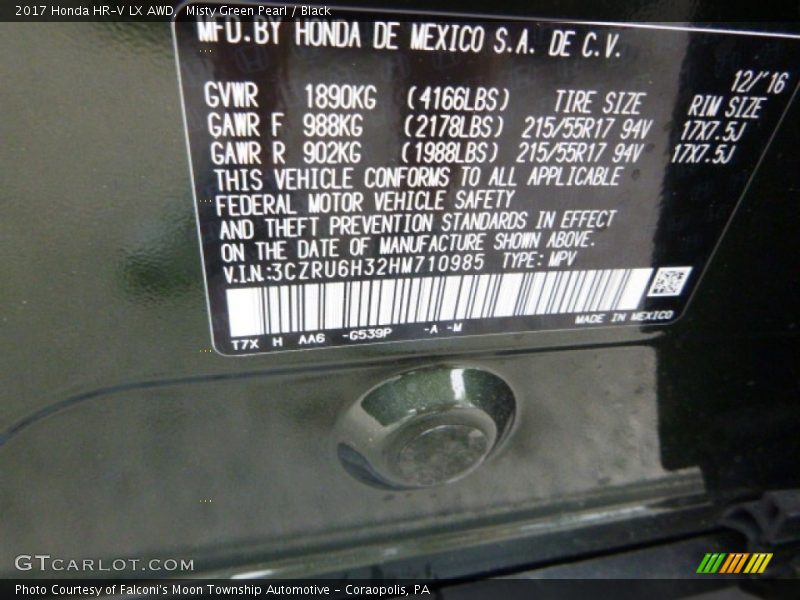 2017 Honda HR-V LX AWD, Misty Green Pearl / Black
MFD.BY HONDA DE MEXICO S.A. DE C.V.
12/'16
GVWR 1890KG (4166LBS) TIRE SIZE RIM SIZE
GAWR F 988KG (2178LBS) 215/55R17 94V 17X7.5J
GAWR R 902KG (1988LBS) 215/55R17 94V 17X7.5J
THIS VEHICLE CONFORMS TO ALL APPLICABLE
FEDERAL MOTOR VEHICLE SAFETY
AND THEFT PREVENTION STANDARDS IN EFFECT
ON THE DATE OF MANUFACTURE SHOWN ABOVE.
V.I.N:3CZRU6H32HM710985 TYPE:MPV
T7X H AA6 -G539P -A -M MADE IN MEXICO
GTCARLOT.COM
Photo Courtesy of Falconi's Moon Township Automotive - Coraopolis, PA